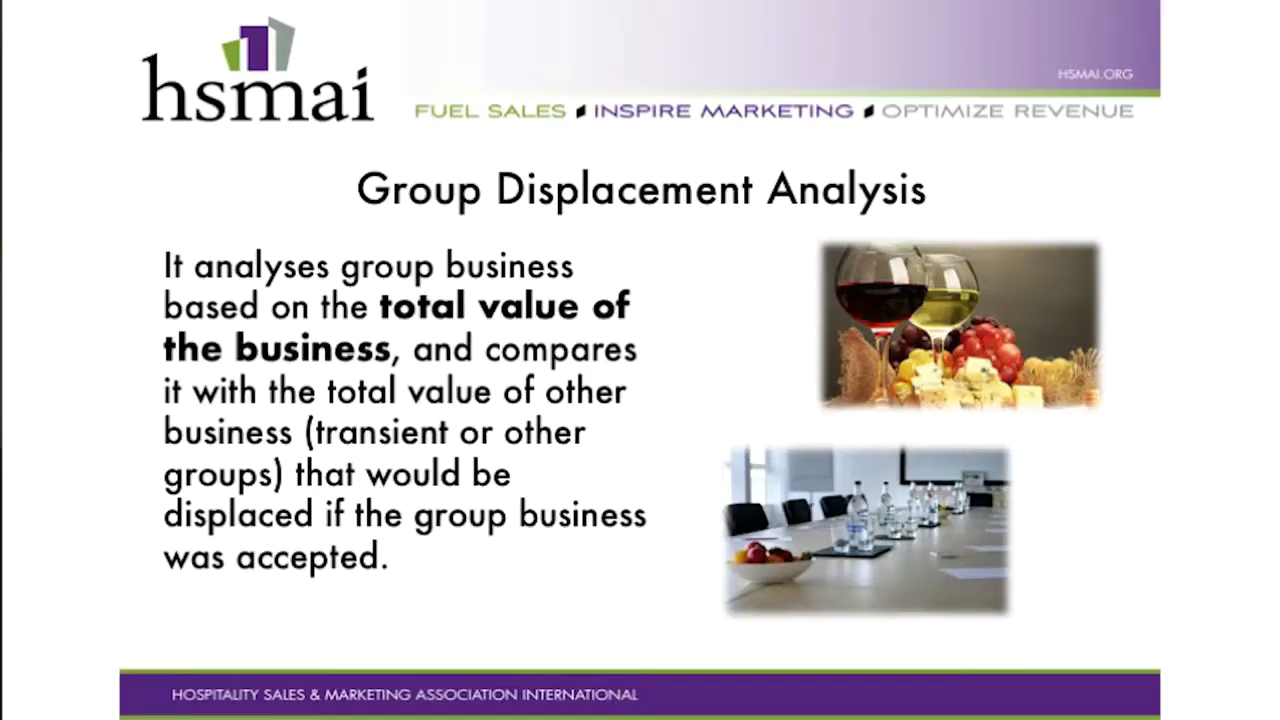 hsmai
HSMAI.ORG
FUEL SALES INSPIRE MARKETING OPTIMIZE REVENUE
Group Displacement Analysis
It analyses group business
based on the total value of
the business, and compares
it with the total value of other
business (transient or other
groups) that would be
displaced if the group business
was accepted.
HOSPITALITY SALES & MARKETING ASSOCIATION INTERNATIONAL